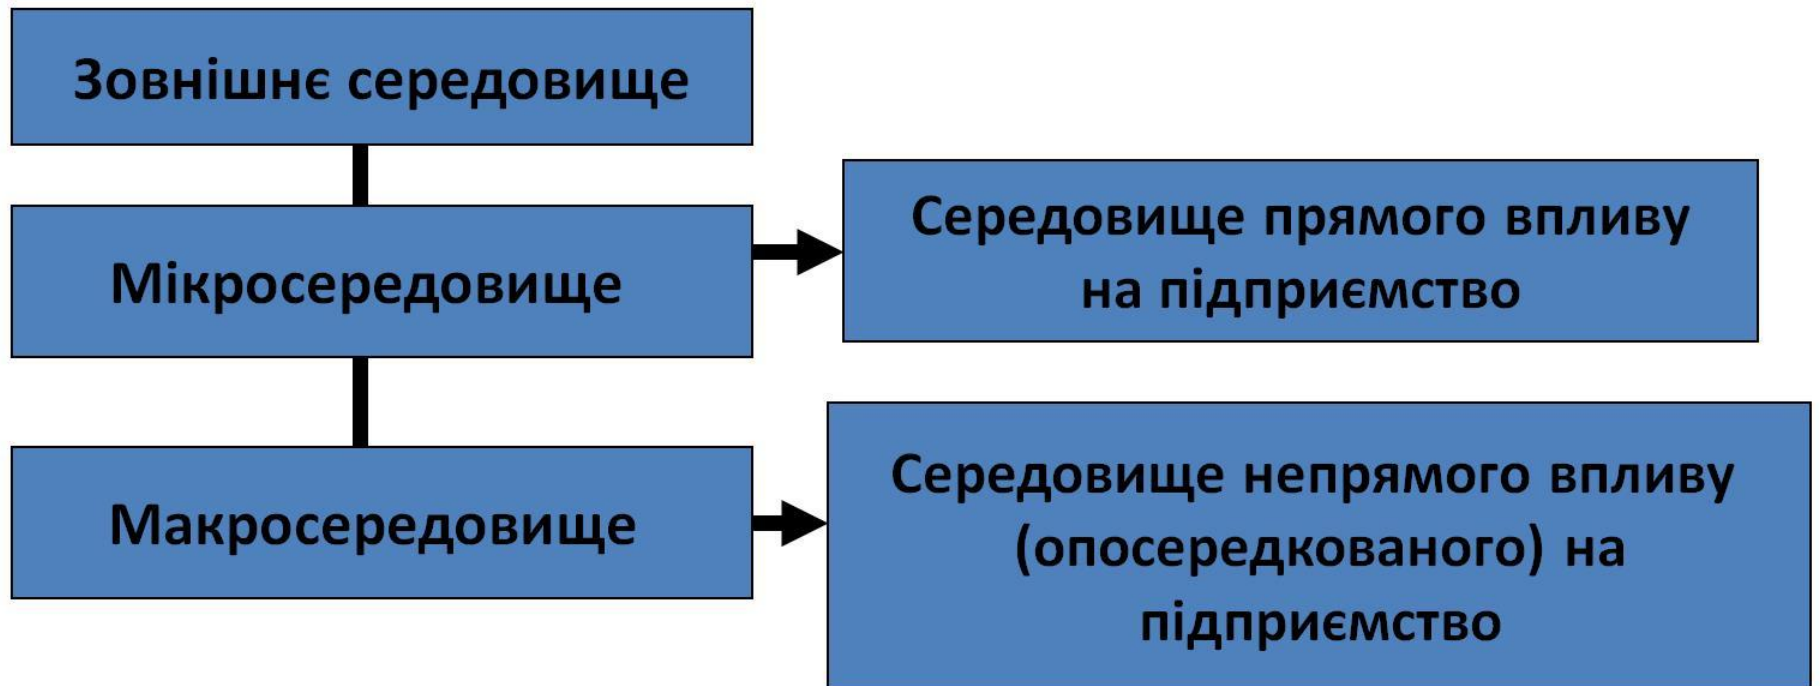 Зовнішнє середовище
Мікросередовище
Середовище прямого впливу
на підприємство
Макросередовище
Середовище непрямого впливу
(опосередкованого) на
підприємство